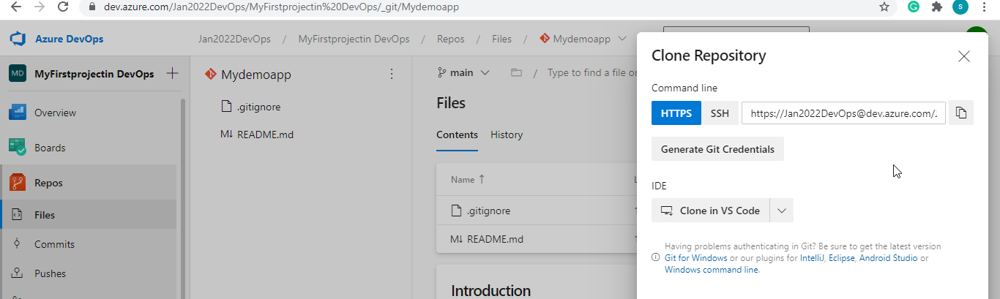 dev.azure.com/Jan2022DevOps/MyFirstprojectin%20DevOps/_git/Mydemoapp
S
Azure DevOps
Jan2022DevOps / MyFirstprojectin DevOps / Repos / Files / Mydemoapp
MD
MyFirstprojectin DevOps
Overview
Boards
Repos
Files
Commits
Pushes
Mydemoapp
.gitignore
README.md
main
/ Type to find a file or
Files
Contents
History
Name
.gitignore
README.md
Introduction
Clone Repository
Command line
HTTPS
SSH
https://Jan2022DevOps@dev.azure.com/J
Generate Git Credentials
IDE
Clone in VS Code
Having problems authenticating in Git? Be sure to get the latest version
Git for Windows or our plugins for IntelliJ, Eclipse, Android Studio or
Windows command line.